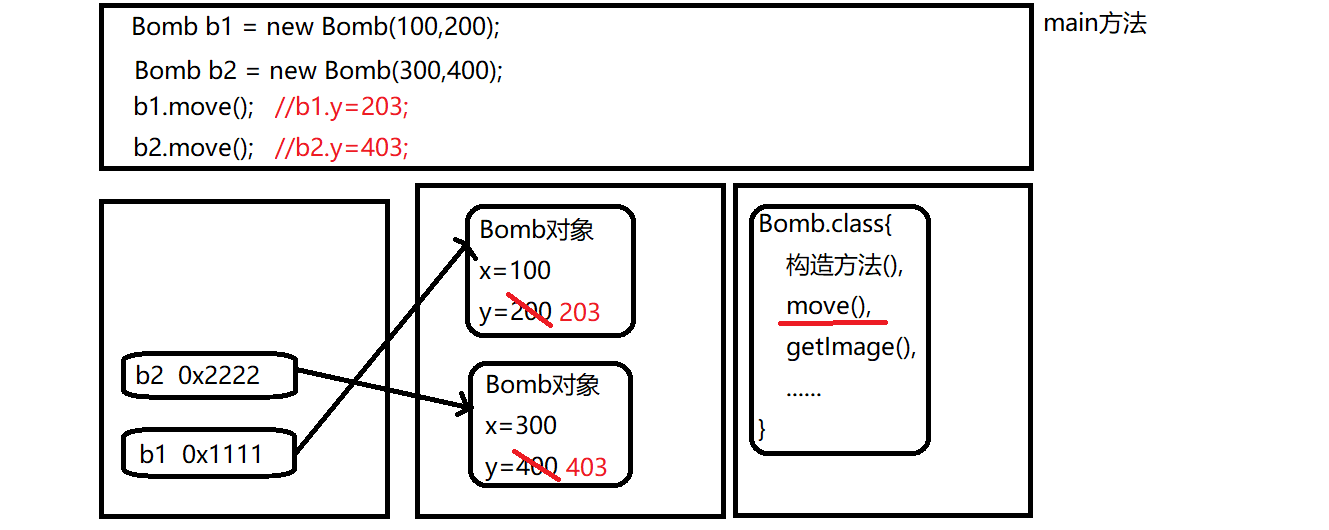 Bomb b1 = new Bomb(100,200);
main方法
Bomb b2 = new Bomb(300,400);
b1.move(); //b1.y=203;
b2.move(); //b2.y=403;
b2 0x2222
b1 0x1111
Bomb对象
x=100
y=200 203
Bomb对象
x=300
y=400 403
Bomb.class{
构造方法(),
move(),
getImage(),
......
}